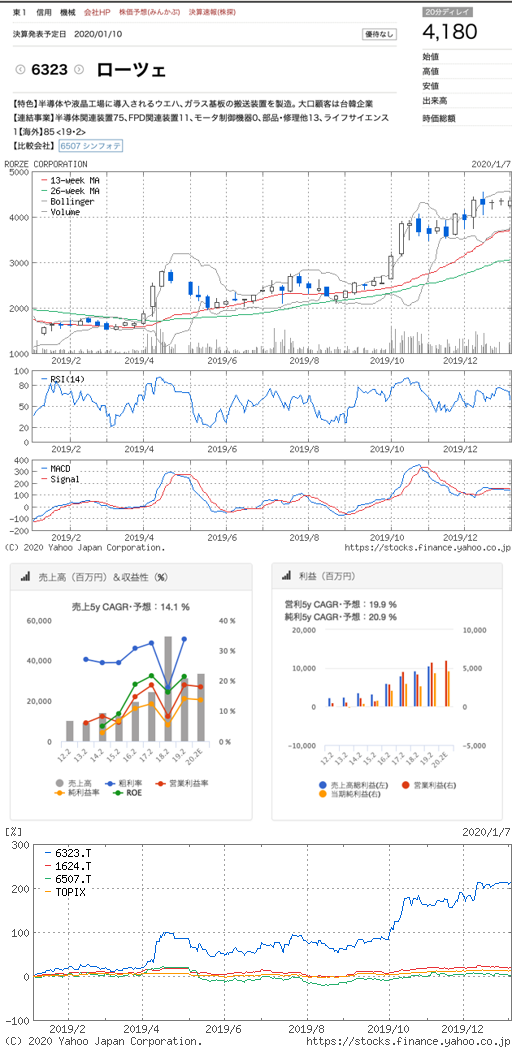 東1 信用 機械 会社HP 株価予想(みんかぶ) 決算速報(株探)
決算発表予定日 2020/01/10
優待なし
20分ディレイ
4,180
始値
高値
安値
出来高
時価総額
6323 ローツェ
【特色】半導体や液晶工場に導入されるウエハ、ガラス基板の搬送装置を製造。大口顧客は台韓企業
【連結事業】半導体関連装置75、FPD関連装置11、モータ制御機器0、部品・修理他13、ライフサイエンス
1【海外】85 <19・2>
【比較会社】 6507 シンフォテ
RORZE CORPORATION 2020/1/7
5000
4000
3000
2000
1000
13-week MA
26-week MA
Bollinger
Volume
2019/2 2019/4 2019/6 2019/8 2019/10 2019/12
100
80
60
40
20
0
RSI(14)
2019/2 2019/4 2019/6 2019/8 2019/10 2019/12
400
300
200
100
0
-100
-200
MACD
Signal
2019/2 2019/4 2019/6 2019/8 2019/10 2019/12
(C) 2020 Yahoo Japan Corporation. https://stocks.finance.yahoo.co.jp
売上高（百万円）＆収益性（%）
売上5y CAGR・予想：14.1 %
60,000
40,000
20,000
0
40 %
30 %
20 %
10 %
0 %
12.2 13.2 14.2 15.2 16.2 17.2 18.2 19.2 20.2E
売上高 粗利率 営業利益率
純利益率 ROE
利益（百万円）
営利5y CAGR・予想：19.9 %
純利5y CAGR・予想：20.9 %
20,000
10,000
0
-10,000
10,000
5,000
0
-5,000
12.2 13.2 14.2 15.2 16.2 17.2 18.2 19.2 20.2E
売上高総利益(左) 営業利益(右)
当期純利益(右)
[%] 2020/1/7
300
200
100
0
-100
6323.T
1624.T
6507.T
TOPIX
2019/2 2019/4 2019/6 2019/8 2019/10 2019/12
(C) 2020 Yahoo Japan Corporation. https://stocks.finance.yahoo.co.jp